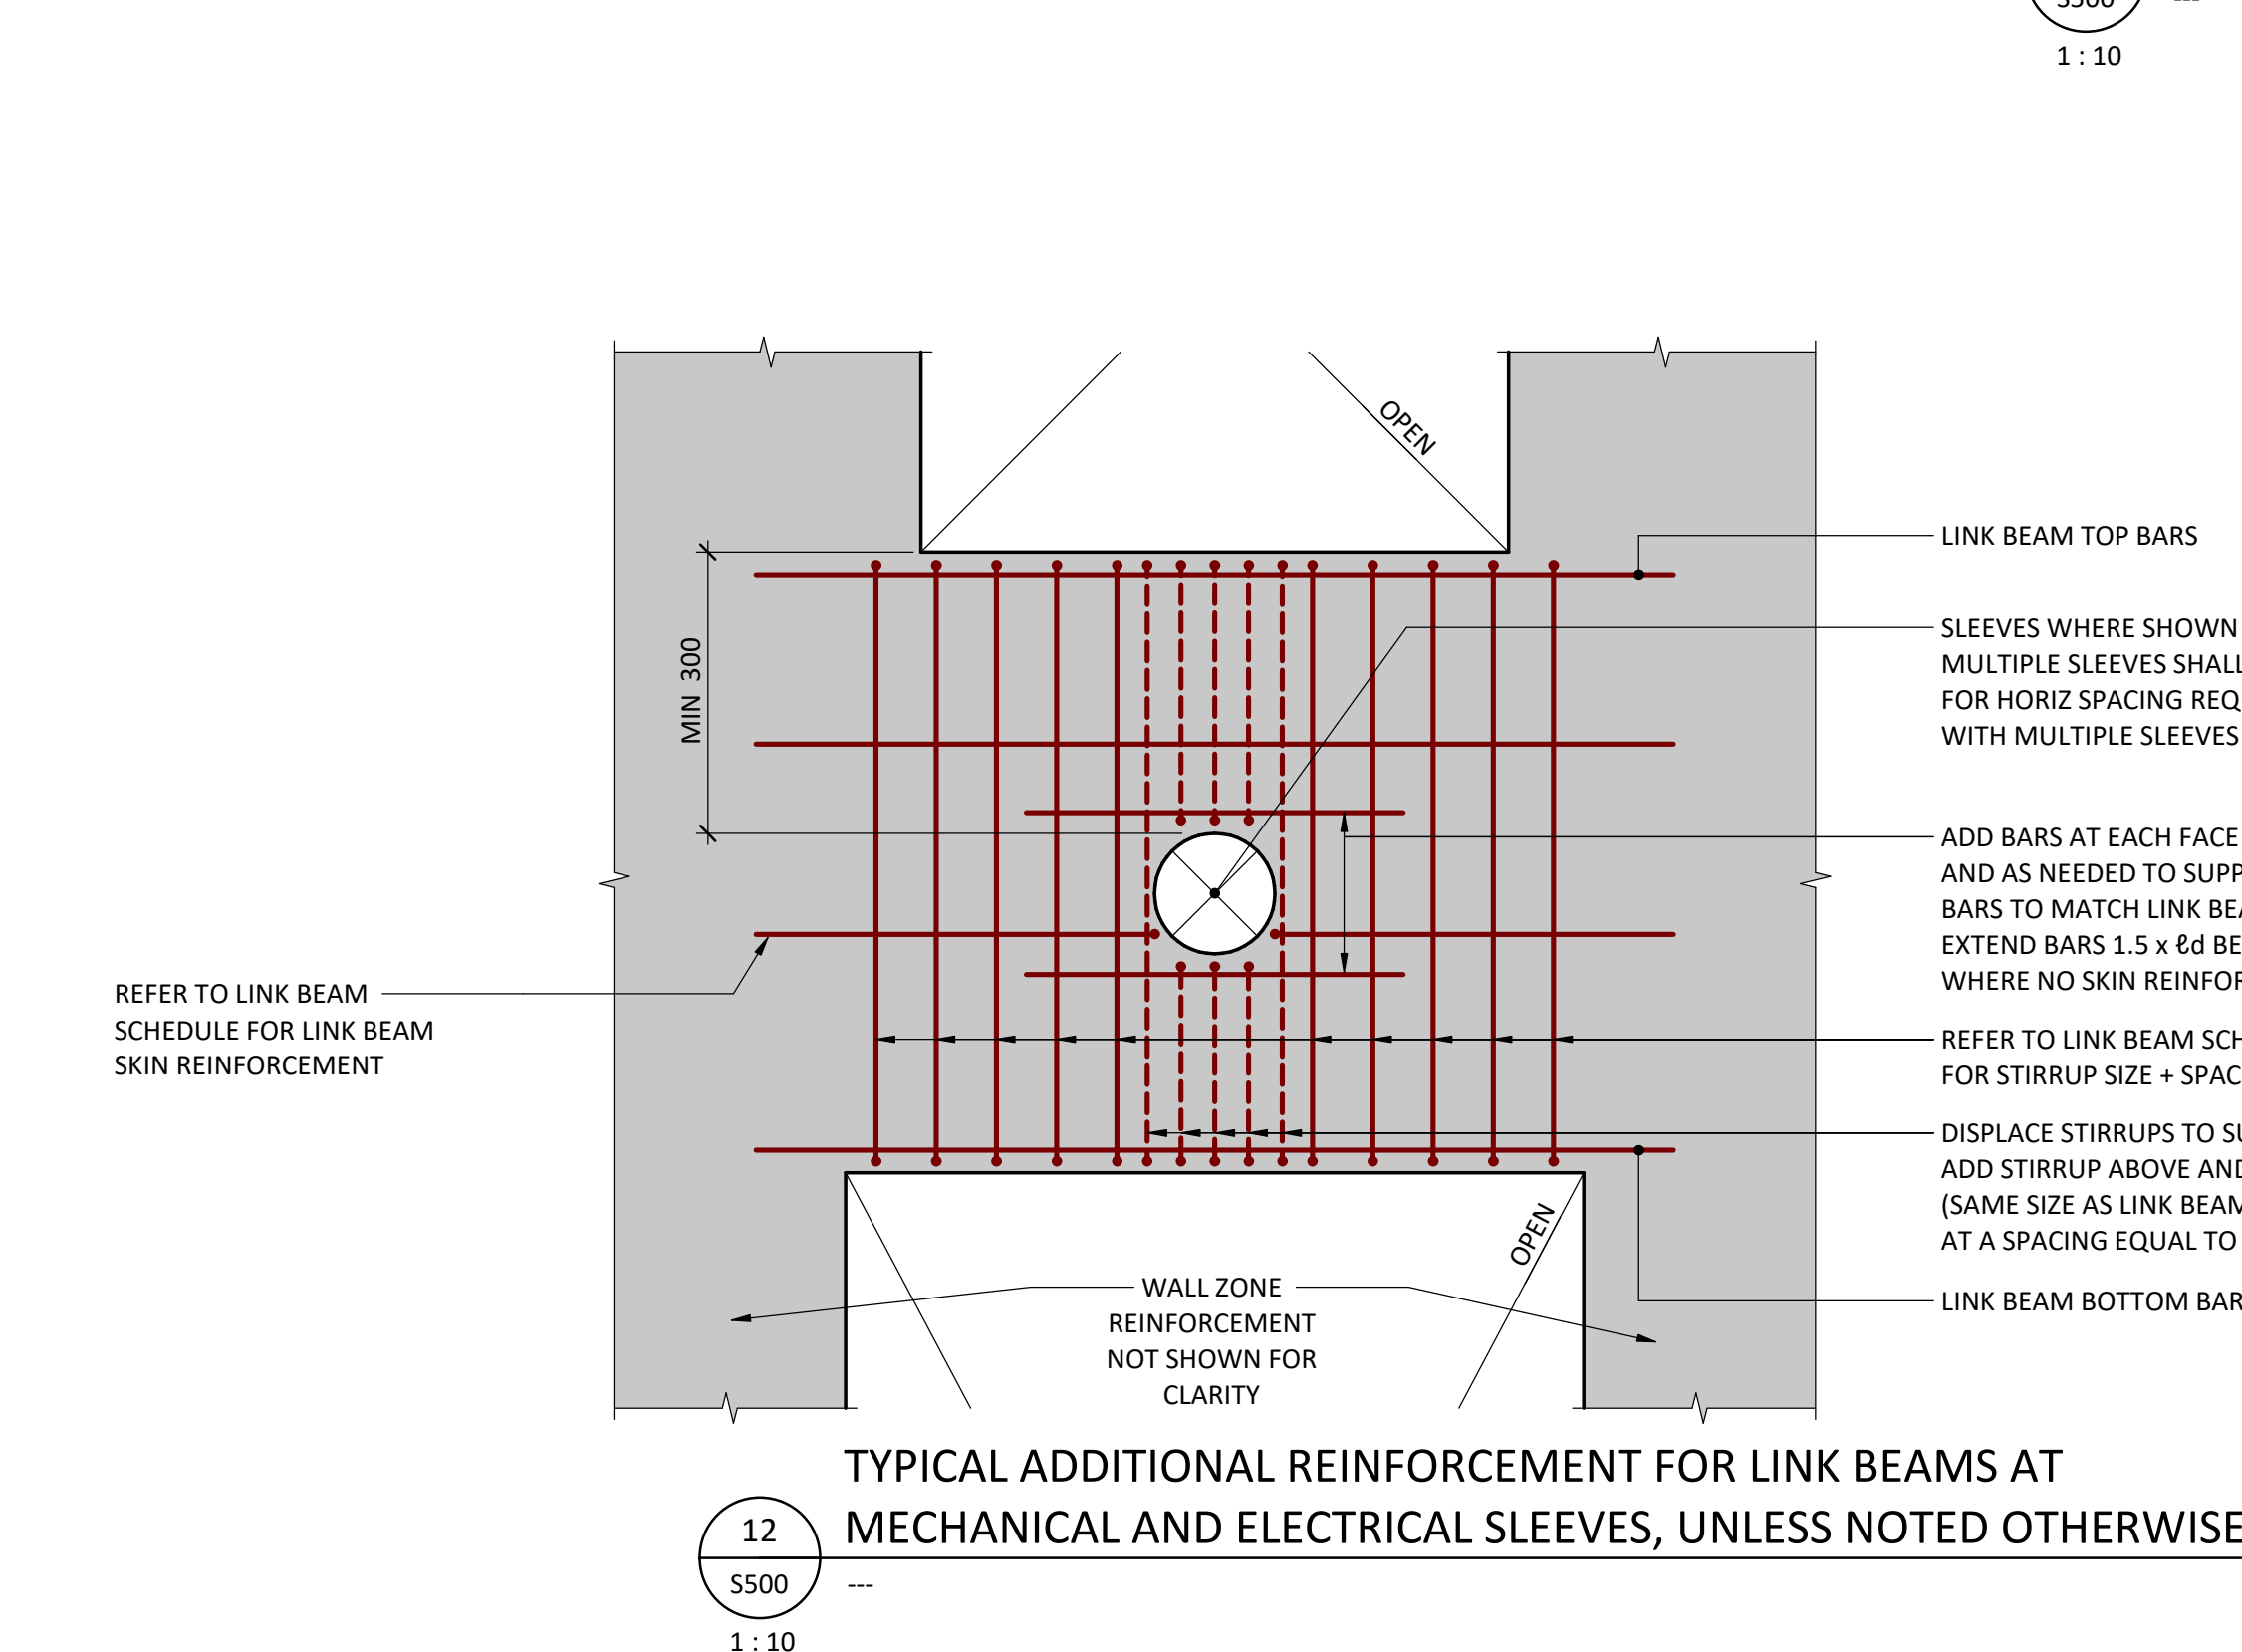 S500
---
1 : 10
OPEN
MIN 300
LINK BEAM TOP BARS
SLEEVES WHERE SHOWN
MULTIPLE SLEEVES SHALL
FOR HORIZ SPACING REQ
WITH MULTIPLE SLEEVES
ADD BARS AT EACH FACE
AND AS NEEDED TO SUPP
BARS TO MATCH LINK BEA
EXTEND BARS 1.5 x ℓd BE
WHERE NO SKIN REINFOR
REFER TO LINK BEAM
SCHEDULE FOR LINK BEAM
SKIN REINFORCEMENT
REFER TO LINK BEAM SCH
FOR STIRRUP SIZE + SPAC
DISPLACE STIRRUPS TO SU
ADD STIRRUP ABOVE AND
(SAME SIZE AS LINK BEAM
AT A SPACING EQUAL TO
LINK BEAM BOTTOM BAR
OPEN
WALL ZONE
REINFORCEMENT
NOT SHOWN FOR
CLARITY
TYPICAL ADDITIONAL REINFORCEMENT FOR LINK BEAMS AT
MECHANICAL AND ELECTRICAL SLEEVES, UNLESS NOTED OTHERWISE
12
S500
---
1 : 10